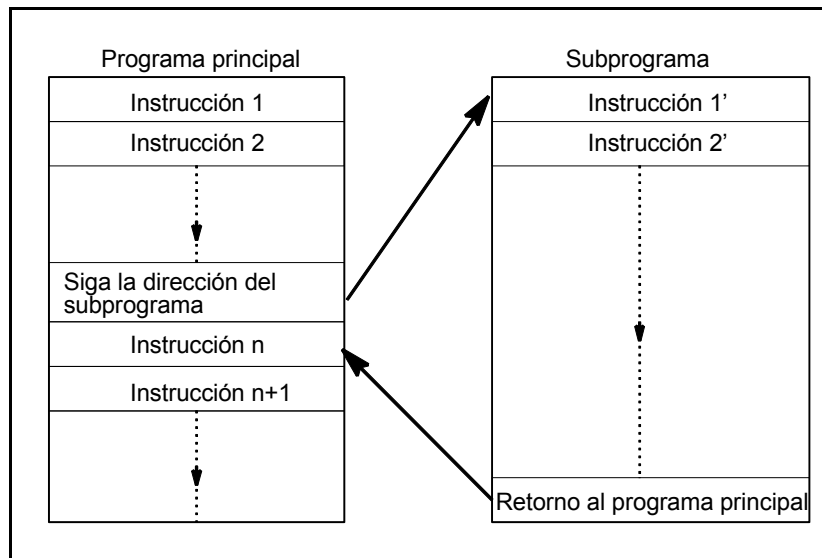 Programa principal
Instrucción 1
Instrucción 2
Siga la dirección del
subprograma
Instrucción n
Instrucción n+1
Subprograma
Instrucción 1’
Instrucción 2’
Retorno al programa principal